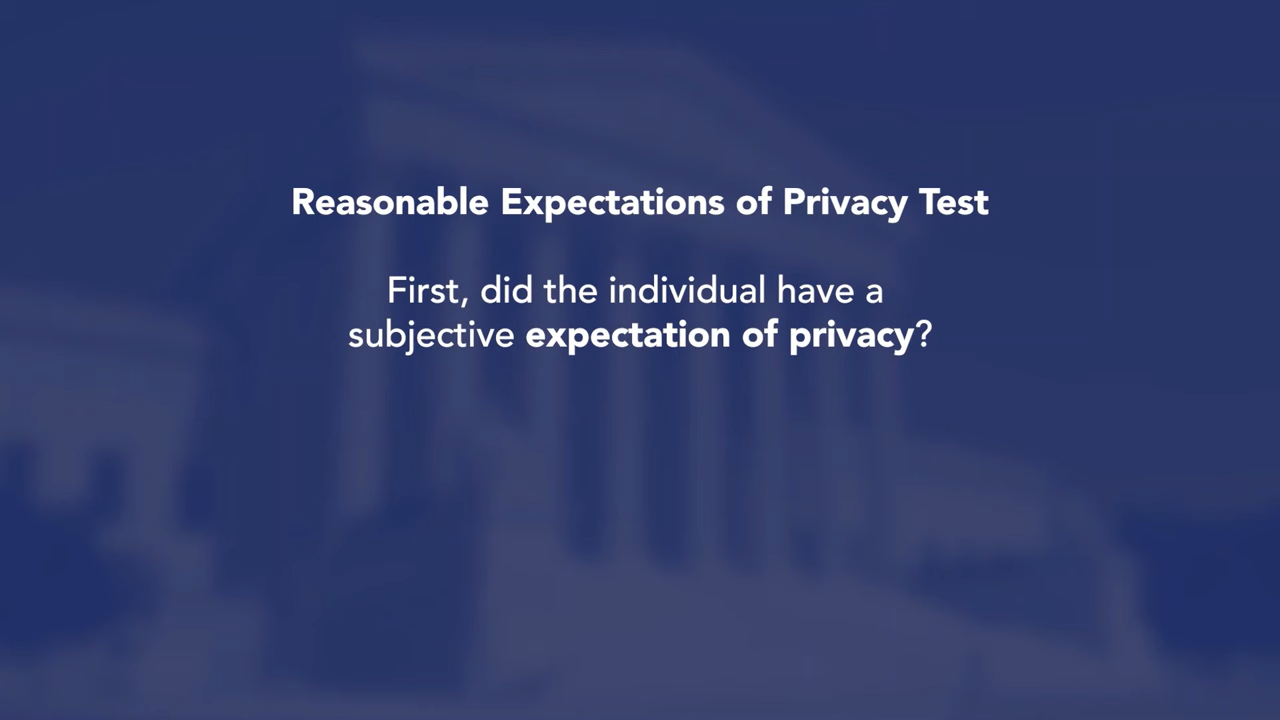 Reasonable Expectations of Privacy Test
First, did the individual have a
subjective expectation of privacy?